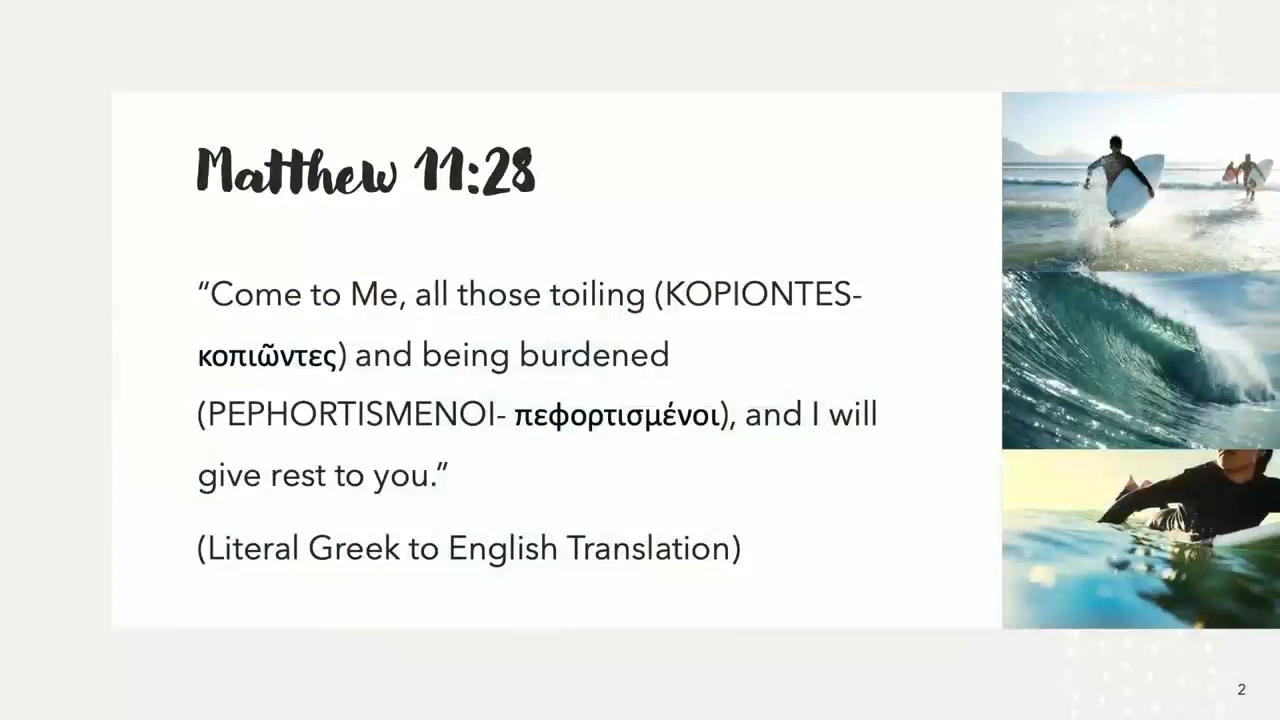 Matthew 11:28
“Come to Me, all those toiling (KOPIONTES-
κοπιῶντες) and being burdened
(PEPHORTISMENOI- πεφορτισμένοι), and I will
give rest to you.”
(Literal Greek to English Translation)
2